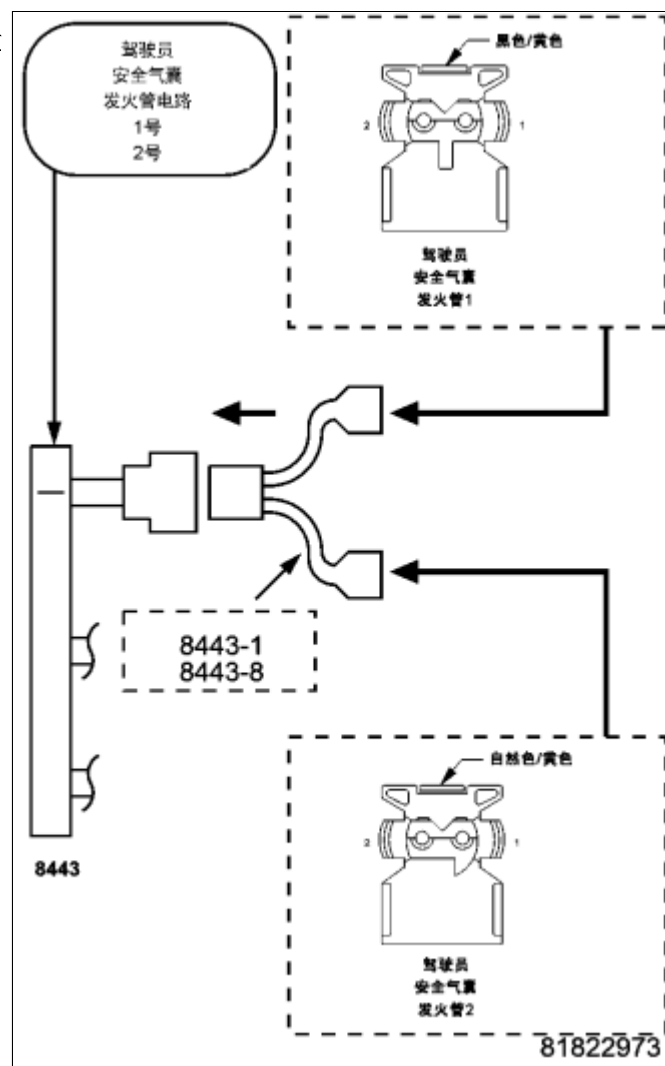 驾驶员
安全气囊
发火管电路
1号
2号
黑色/黄色
2
1
驾驶员
安全气囊
发火管1
8443-1
8443-8
8443
自然色/黄色
2
1
驾驶员
安全气囊
发火管2
81822973